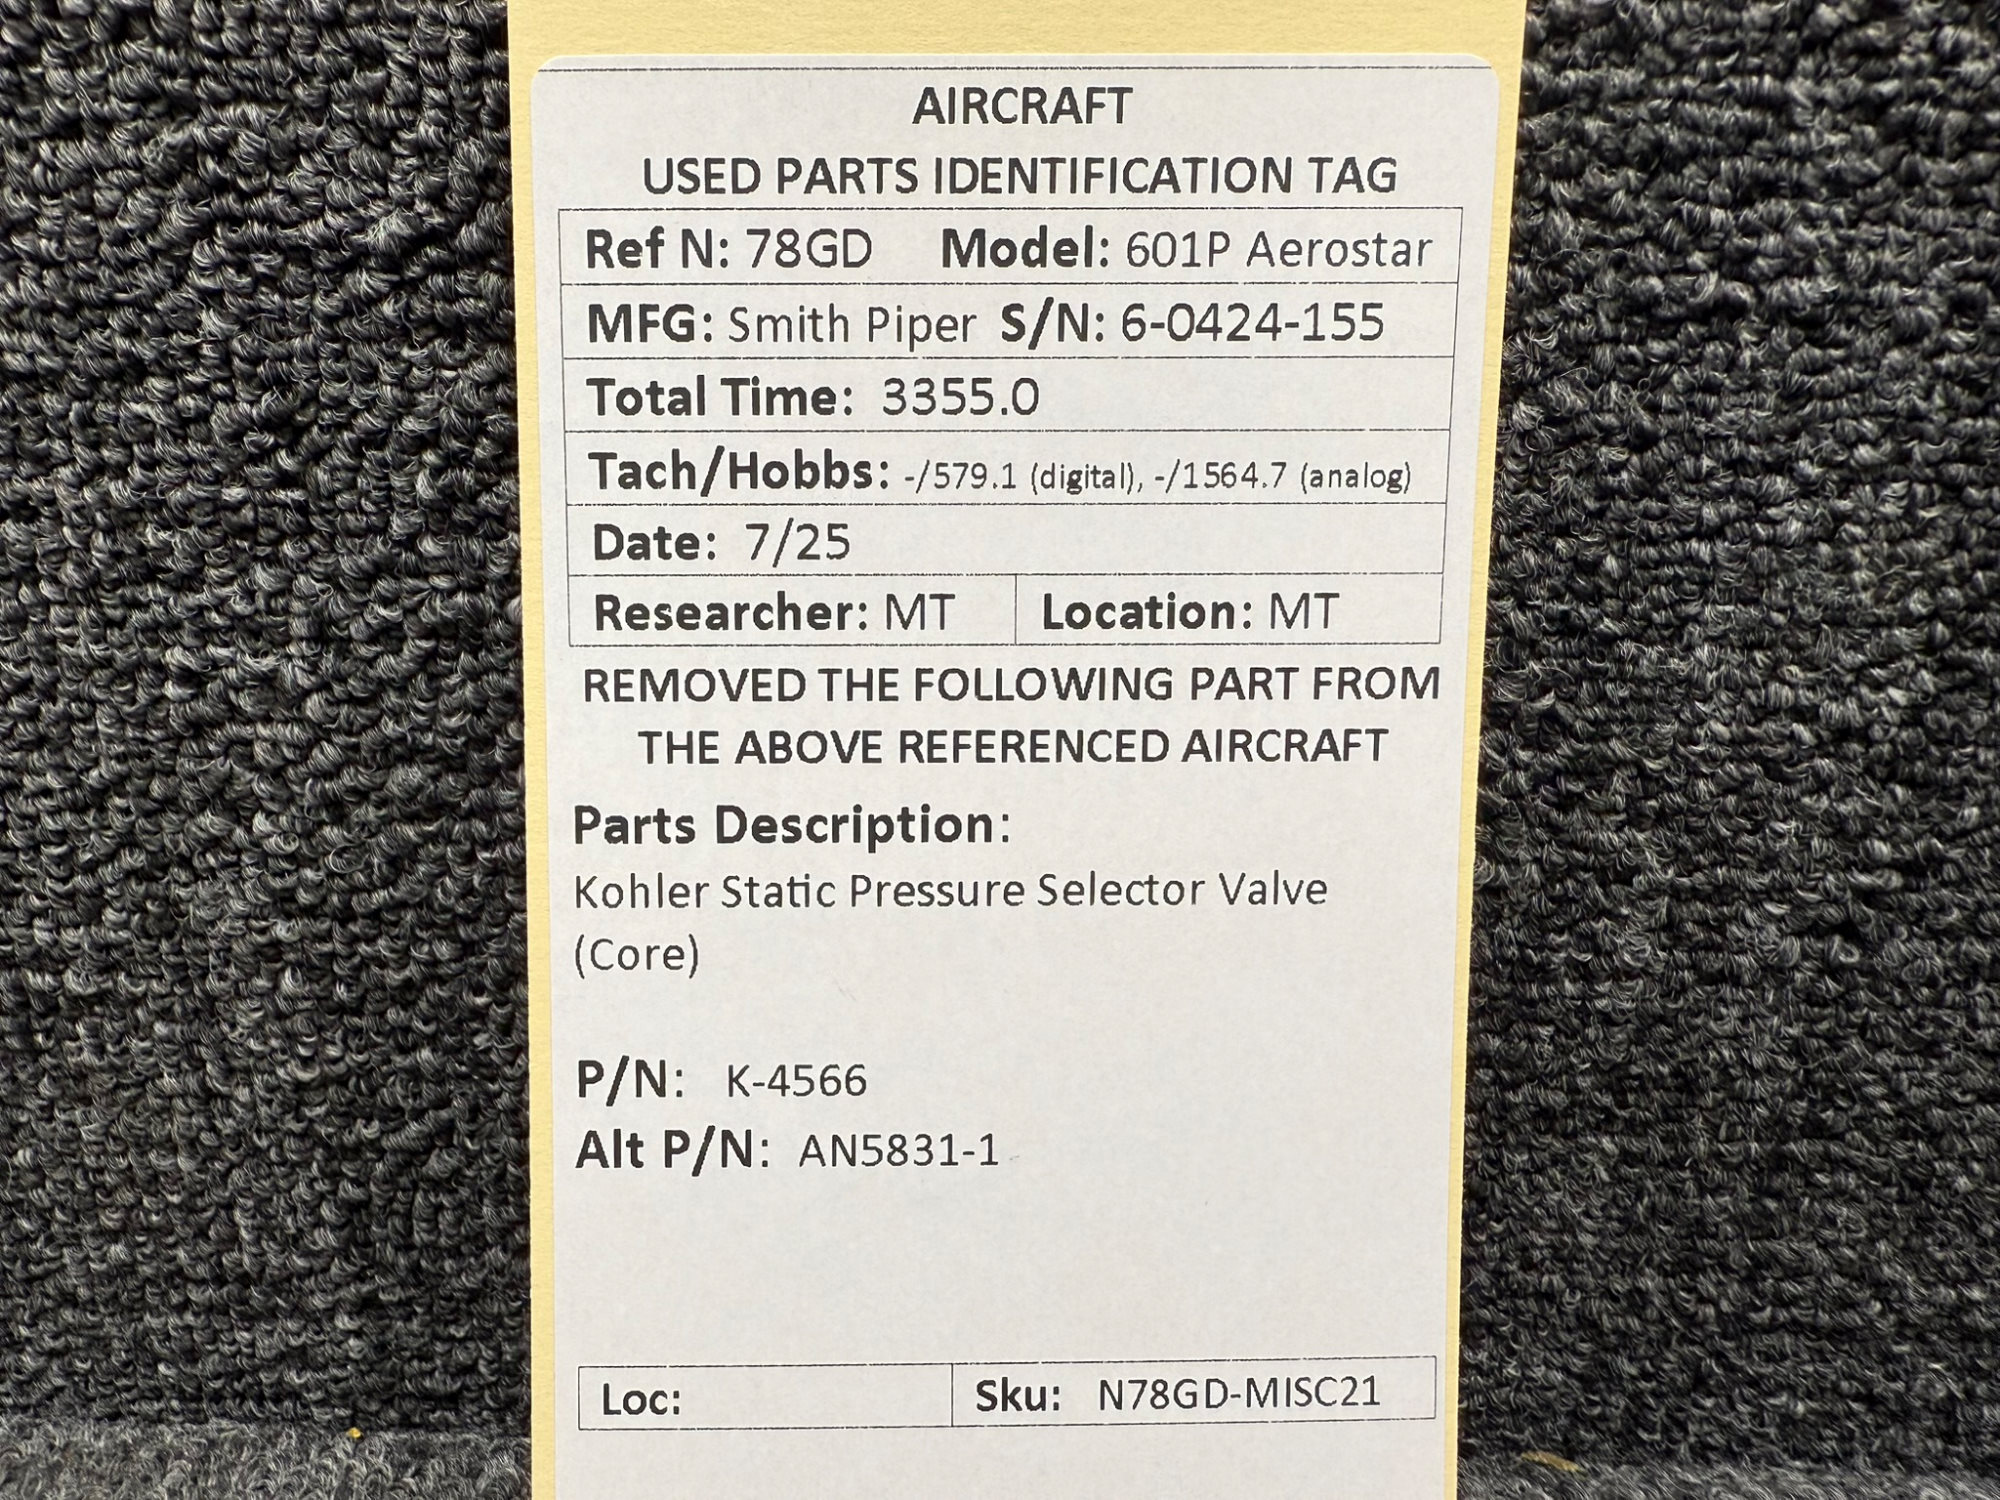 AIRCRAFT
USED PARTS IDENTIFICATION TAG
Ref N: 78GD Model: 601P Aerostar
MFG: Smith Piper S/N: 6-0424-155
Total Time: 3355.0
Tach/Hobbs: -/579.1 (digital), -/1564.7 (analog)
Date: 7/25
Researcher: MT Location: MT
REMOVED THE FOLLOWING PART FROM
THE ABOVE REFERENCED AIRCRAFT
Parts Description:
Kohler Static Pressure Selector Valve
(Core)
P/N: K-4566
Alt P/N: AN5831-1
Loc: Sku: N78GD-MISC21